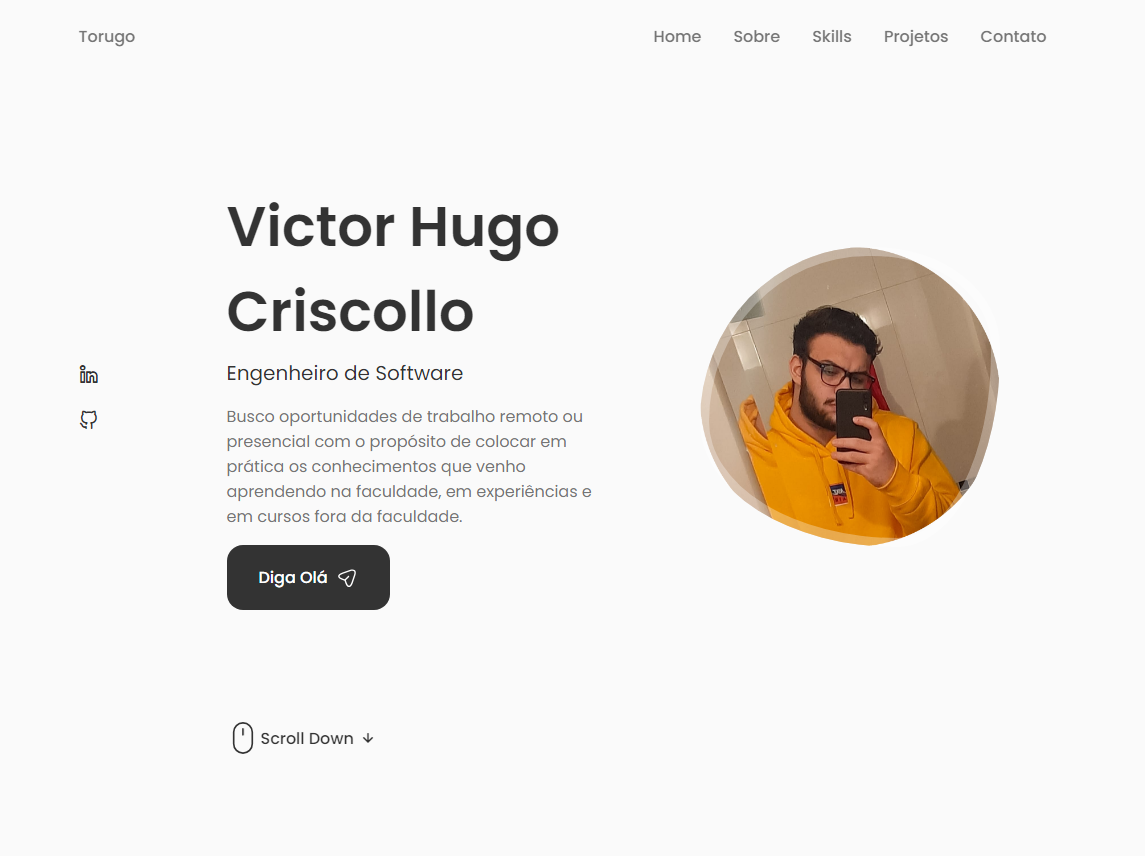 Torugo
Home Sobre Skills Projetos Contato
Victor Hugo
Criscollo
Engenheiro de Software
Busco oportunidades de trabalho remoto ou
presencial com o propósito de colocar em
prática os conhecimentos que venho
aprendendo na faculdade, em experiências e
em cursos fora da faculdade.
Diga Olá
Scroll Down
in